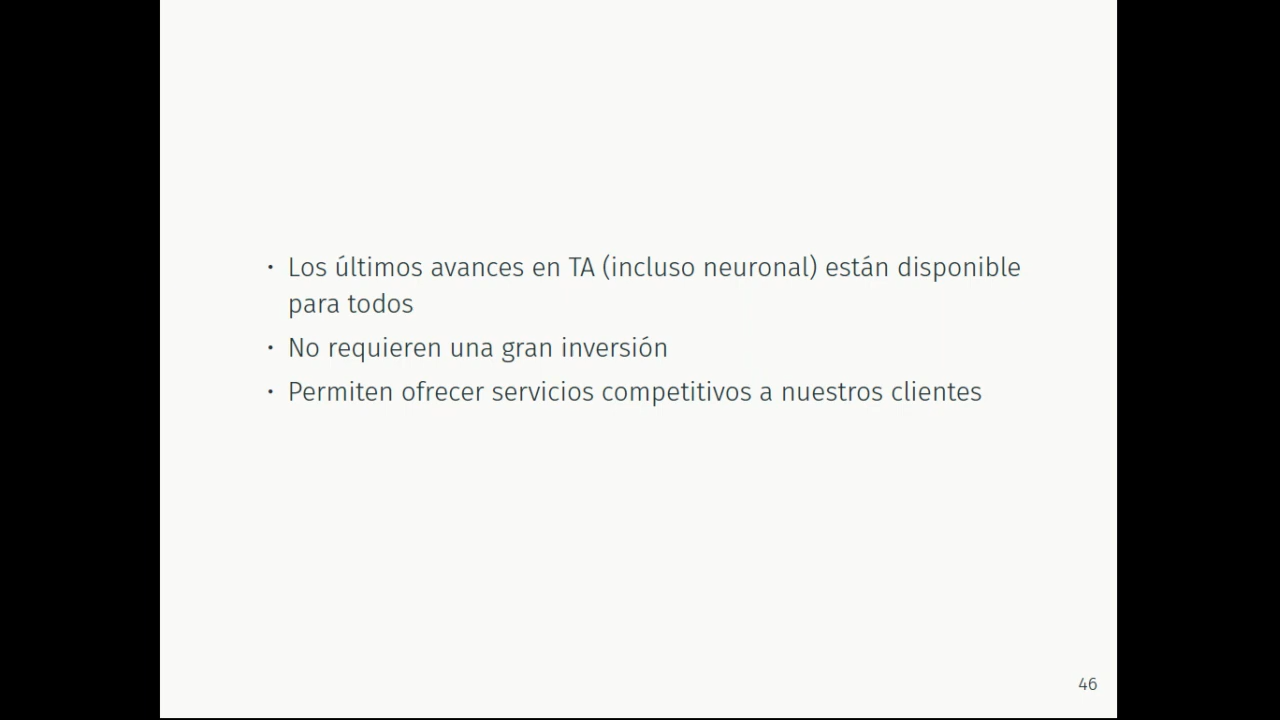 • Los últimos avances en TA (incluso neuronal) están disponible
para todos
• No requieren una gran inversión
• Permiten ofrecer servicios competitivos a nuestros clientes
46